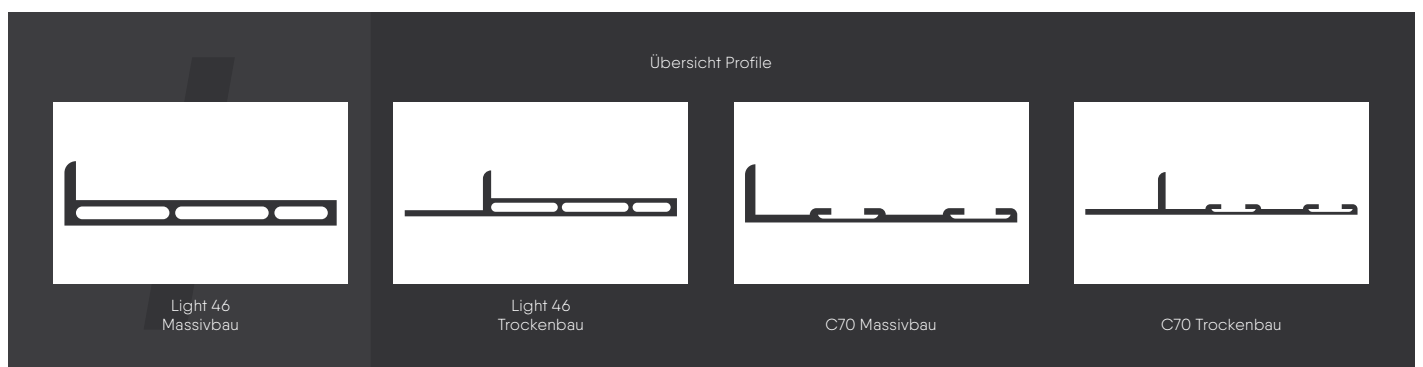 Übersicht Profile
Light 46
Massivbau
Light 46
Trockenbau
C70 Massivbau
C70 Trockenbau